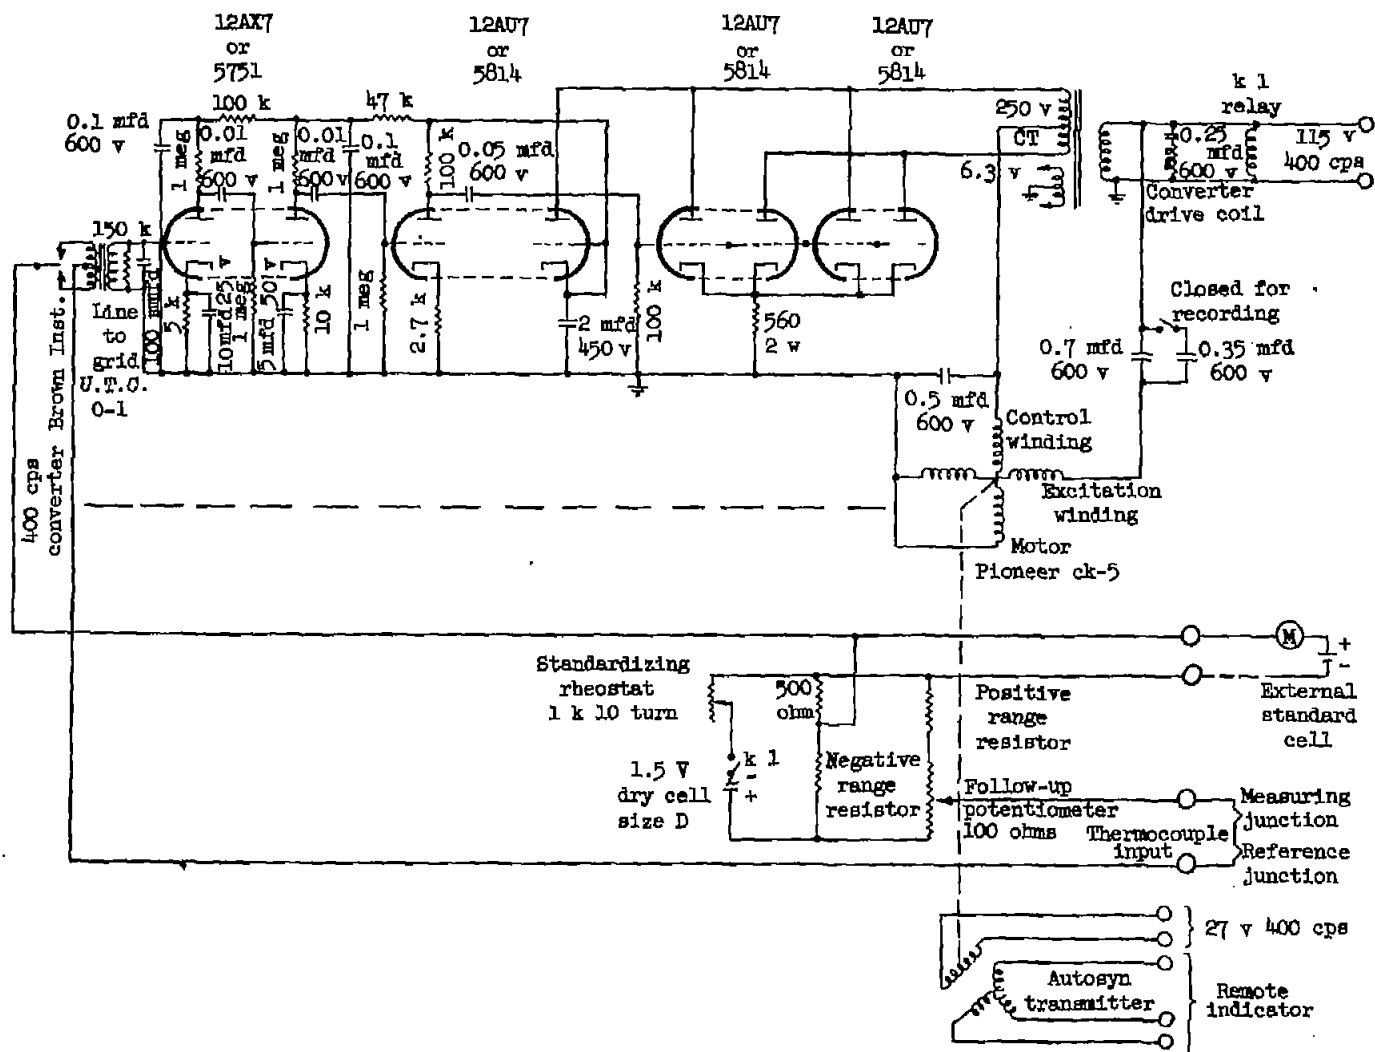 12AX7
or
5751
12AU7
or
5814
12AU7
or
5814
12AU7
or
5814
k 1
relay
100 k
47 k
250 v
CT
6.3 v
0.1 mfd
600 v
1 meg
0.01
mfd
600 v
1 meg
0.01
mfd
600 v
0.1
mfd
600 v
100 k
0.05 mfd
600 v
0.25
mfd
600 v
115 v
400 cps
Converter
drive coil
150 k
Line
to
grid
U.T.C.
O-1
100 mmfd
5 k
10 mfd 25 v
1 meg
5 mfd 50 v
10 k
1 meg
2.7 k
2 mfd
450 v
100 k
560
2 w
Closed for
recording
0.7 mfd
600 v
0.35 mfd
600 v
0.5 mfd
600 v
Control
winding
Excitation
winding
Motor
Pioneer ck-5
400 cps
converter Brown Inst.
M
+
-
External
standard
cell
Standardizing
rheostat
1 k 10 turn
500
ohm
Positive
range
resistor
k 1
-
+
1.5 V
dry cell
size D
Negative
range
resistor
Follow-up
potentiometer
100 ohms
Thermocouple
input
Measuring
junction
Reference
junction
27 v 400 cps
Autosyn
transmitter
Remote
indicator